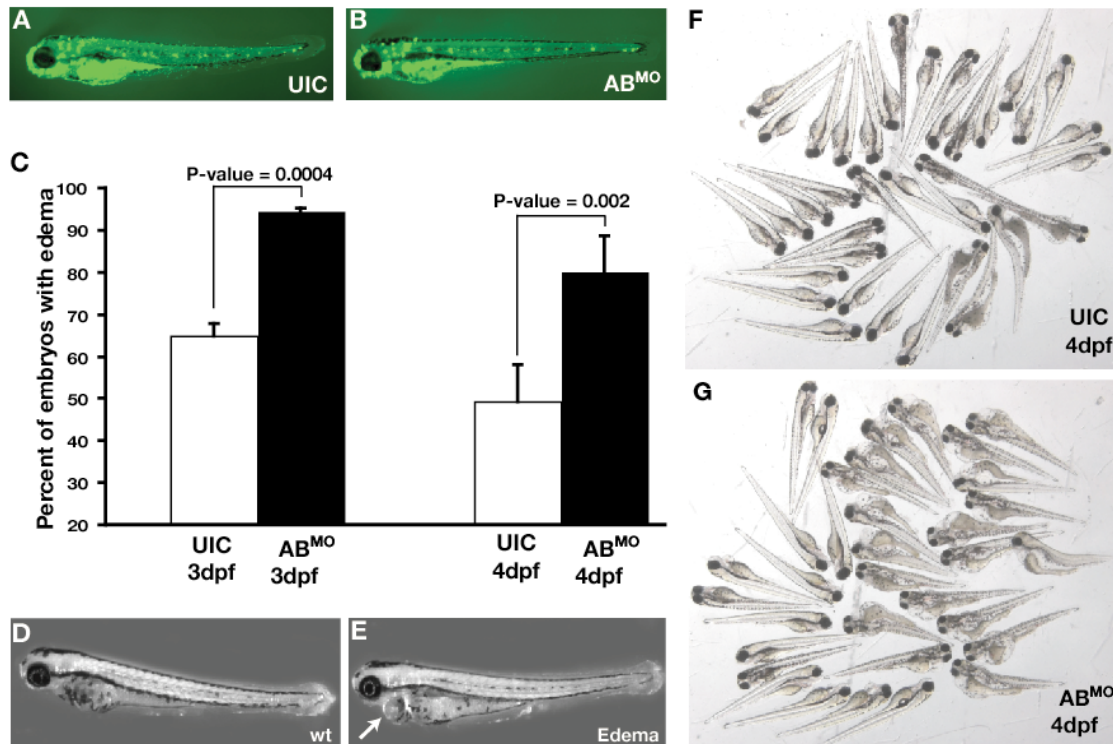 A
UIC
B
AB^MO
C
P-value = 0.0004
P-value = 0.002
Percent of embryos with edema
100
90
80
70
60
50
40
30
20
UIC
3dpf
AB^MO
3dpf
UIC
4dpf
AB^MO
4dpf
D
wt
E
Edema
F
UIC
4dpf
G
AB^MO
4dpf